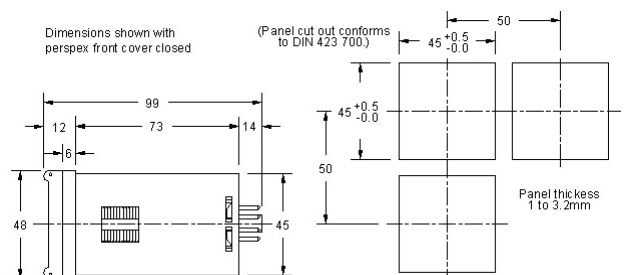 Dimensions shown with
perspex front cover closed
(Panel cut out conforms
to DIN 423 700.)
50
45 +0.5
-0.0
99
12 73 14
6
45 +0.5
-0.0
50
48
45
Panel thickess
1 to 3.2mm